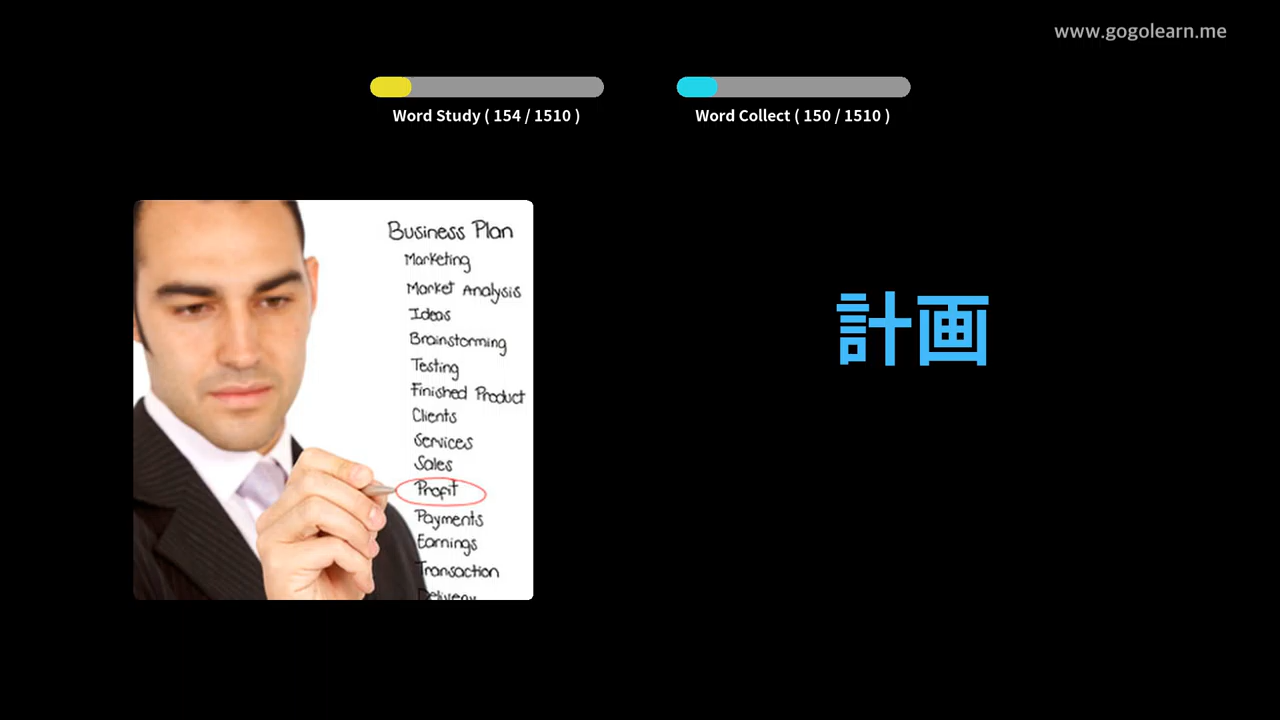 www.gogolearn.me
Word Study ( 154 / 1510 )
Word Collect ( 150 / 1510 )
Business Plan
Marketing
Market Analysis
Ideas
Brainstorming
Testing
Finished Product
Clients
Services
Sales
Profit
Payments
Earnings
Transaction
Delivery
計画